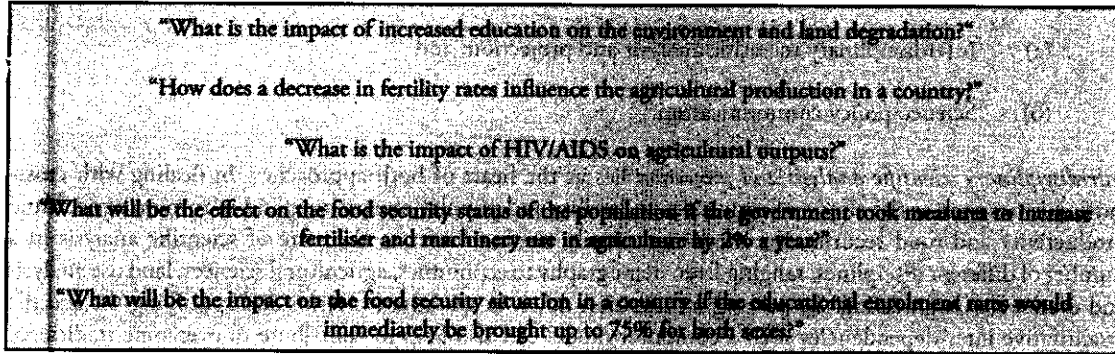 "What is the impact of increased education on the environment and land degradation?"
"How does a decrease in fertility rates influence the agricultural production in a country?"
"What is the impact of HIV/AIDS on agricultural outputs?"
"What will be the effect on the food security status of the population if the government took measures to increase
fertiliser and machinery use in agriculture by 2% a year?"
"What will be the impact on the food security situation in a country if the educational enrolment rates would
immediately be brought up to 75% for both sexes?"